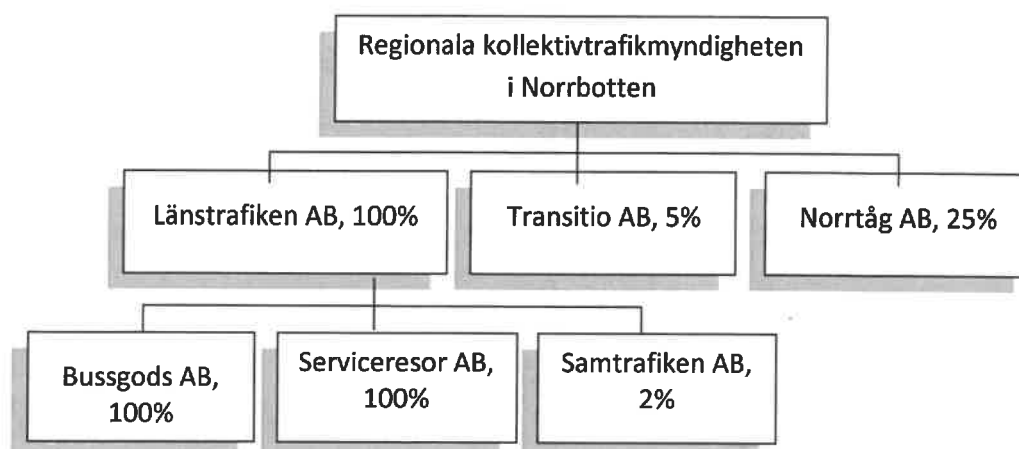 Regionala kollektivtrafikmyndigheten
i Norrbotten
Länstrafiken AB, 100%
Transitio AB, 5%
Norrtåg AB, 25%
Bussgods AB,
100%
Serviceresor AB,
100%
Samtrafiken AB,
2%